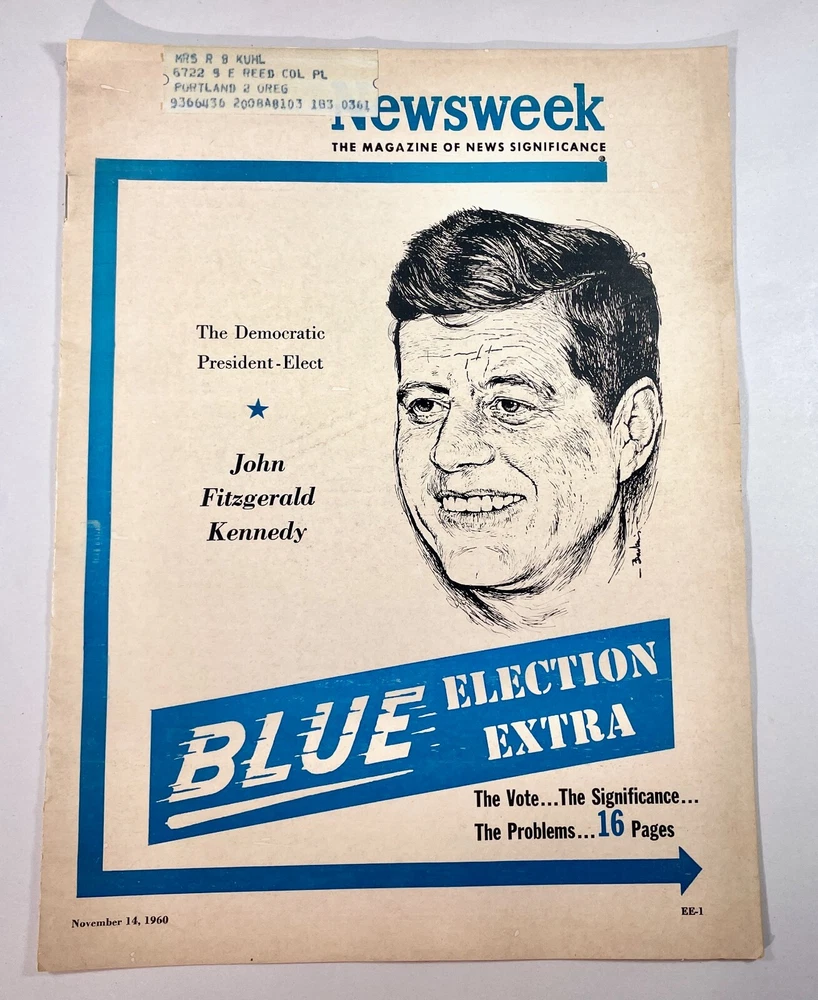 MRS R B KUHL
6722 S E REED COL PL
PORTLAND 2 OREG
9366436 2008A8103 183 0361
Newsweek
THE MAGAZINE OF NEWS SIGNIFICANCE
The Democratic
President-Elect
John
Fitzgerald
Kennedy
BLUE ELECTION
EXTRA
The Vote...The Significance...
The Problems...16 Pages
November 14, 1960
EE-1